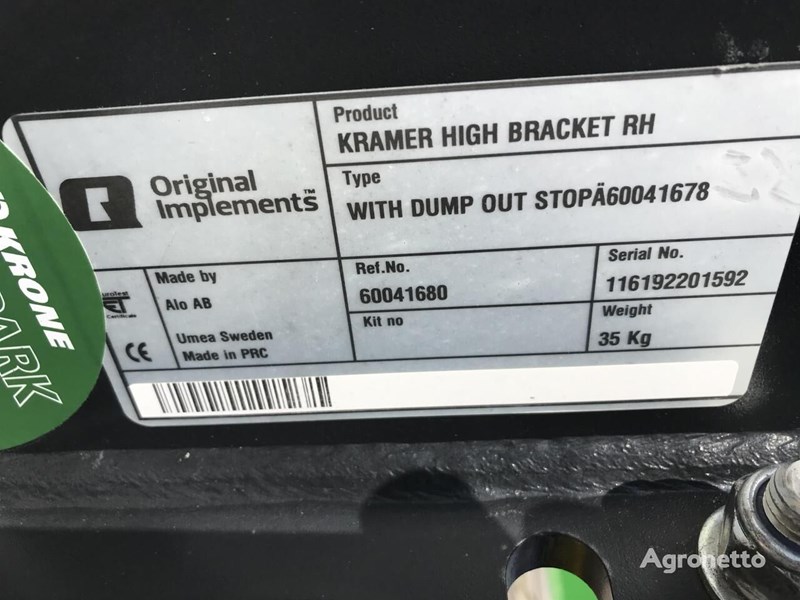 Product
KRAMER HIGH BRACKET RH
Original
Implements™
Type
WITH DUMP OUT STOPÄ60041678
Made by
Alo AB
Umea Sweden
Made in PRC
CE
Ref.No.
60041680
Serial No.
116192201592
Kit no
Weight
35 Kg
KRONE
PARK
Agronetto